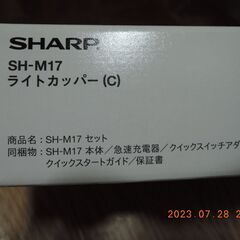 SHARP
SH-M17
ライトカッパー (C)
商品名：SH-M17 セット
同梱物：SH-M17 本体／急速充電器／クイックスイッチアダ
クイックスタートガイド／保証書
2023.07.28